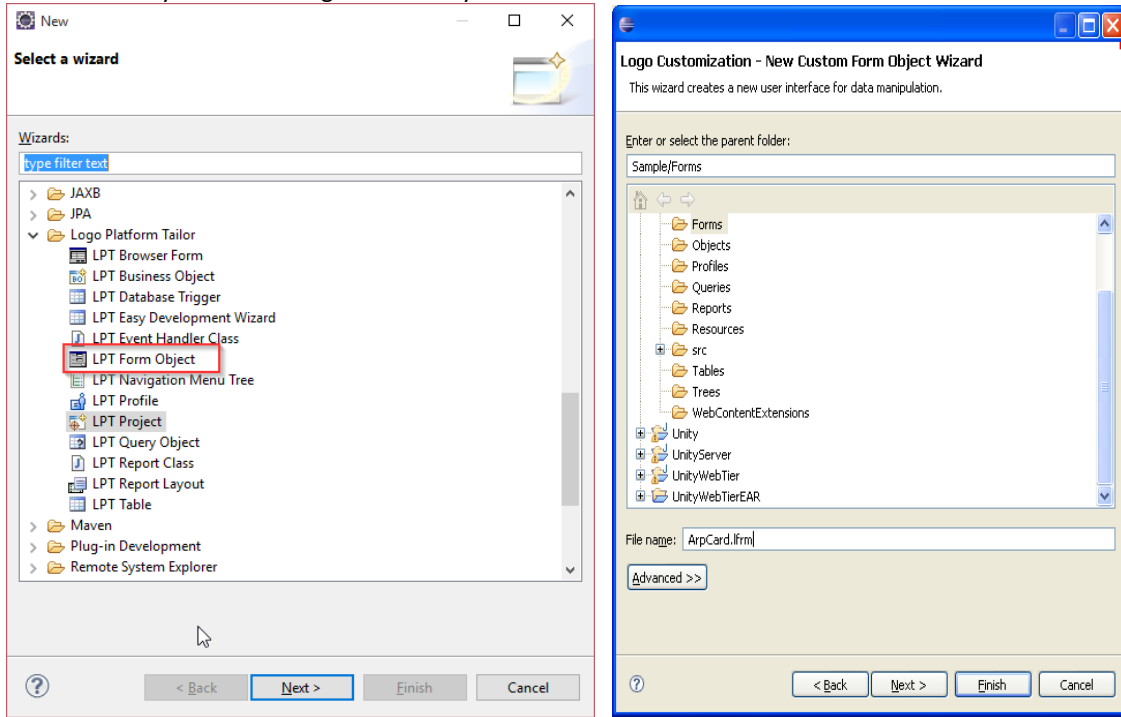 New
Select a wizard
Wizards:
type filter text
JAXB
JPA
Logo Platform Tailor
LPT Browser Form
LPT Business Object
LPT Database Trigger
LPT Easy Development Wizard
LPT Event Handler Class
LPT Form Object
LPT Navigation Menu Tree
LPT Profile
LPT Project
LPT Query Object
LPT Report Class
LPT Report Layout
LPT Table
Maven
Plug-in Development
Remote System Explorer
< Back
Next >
Finish
Cancel
Logo Customization - New Custom Form Object Wizard
This wizard creates a new user interface for data manipulation.
Enter or select the parent folder:
Sample/Forms
Forms
Objects
Profiles
Queries
Reports
Resources
src
Tables
Trees
WebContentExtensions
Unity
UnityServer
UnityWebTier
UnityWebTierEAR
File name: ArpCard.lfrm
Advanced >>
< Back
Next >
Finish
Cancel